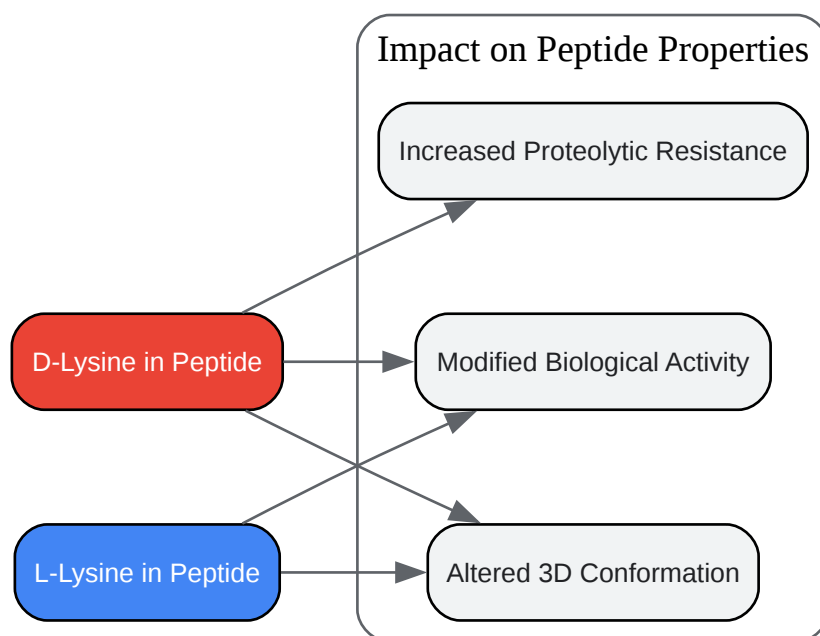 Impact on Peptide Properties
Increased Proteolytic Resistance
D-Lysine in Peptide
Modified Biological Activity
L-Lysine in Peptide
Altered 3D Conformation